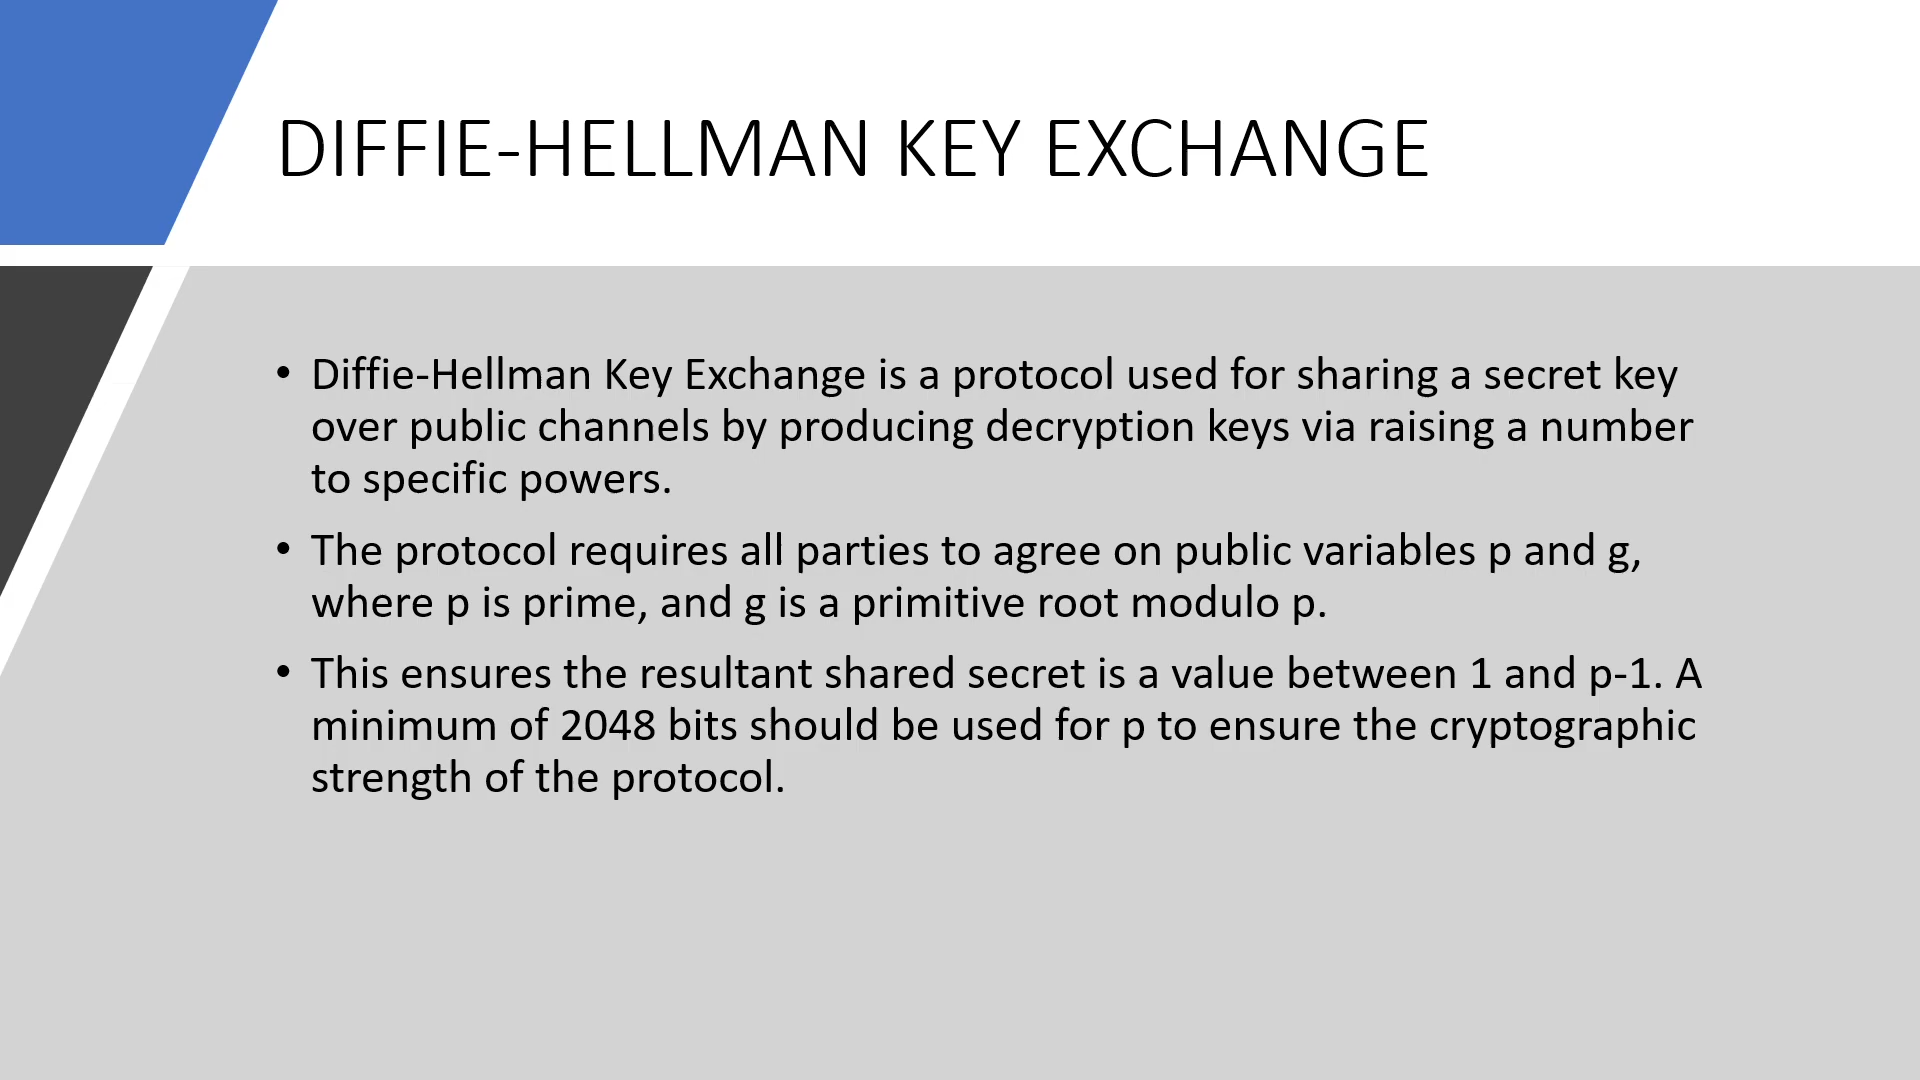 DIFFIE-HELLMAN KEY EXCHANGE
• Diffie-Hellman Key Exchange is a protocol used for sharing a secret key
over public channels by producing decryption keys via raising a number
to specific powers.
• The protocol requires all parties to agree on public variables p and g,
where p is prime, and g is a primitive root modulo p.
• This ensures the resultant shared secret is a value between 1 and p-1. A
minimum of 2048 bits should be used for p to ensure the cryptographic
strength of the protocol.